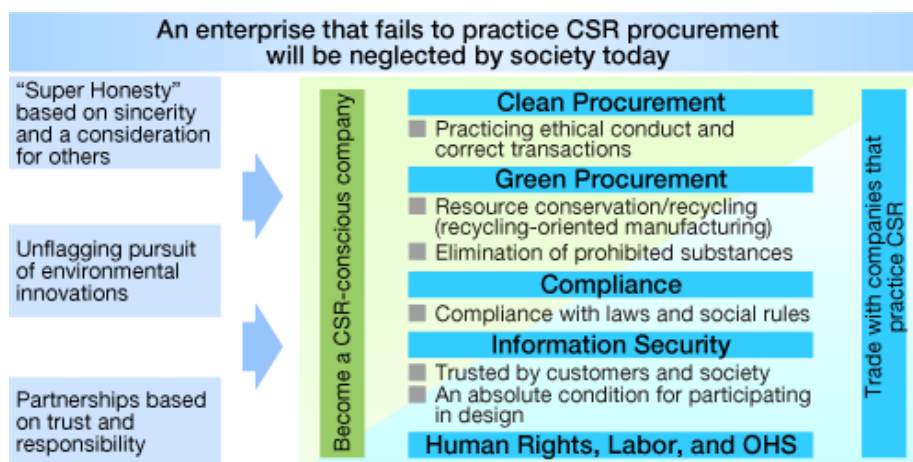 An enterprise that fails to practice CSR procurement
will be neglected by society today
“Super Honesty”
based on sincerity
and a consideration
for others
Unflagging pursuit
of environmental
innovations
Partnerships based
on trust and
responsibility
Become a CSR-conscious company
Clean Procurement
Practicing ethical conduct and
correct transactions
Green Procurement
Resource conservation/recycling
(recycling-oriented manufacturing)
Elimination of prohibited substances
Compliance
Compliance with laws and social rules
Information Security
Trusted by customers and society
An absolute condition for participating
in design
Human Rights, Labor, and OHS
Trade with companies that
practice CSR